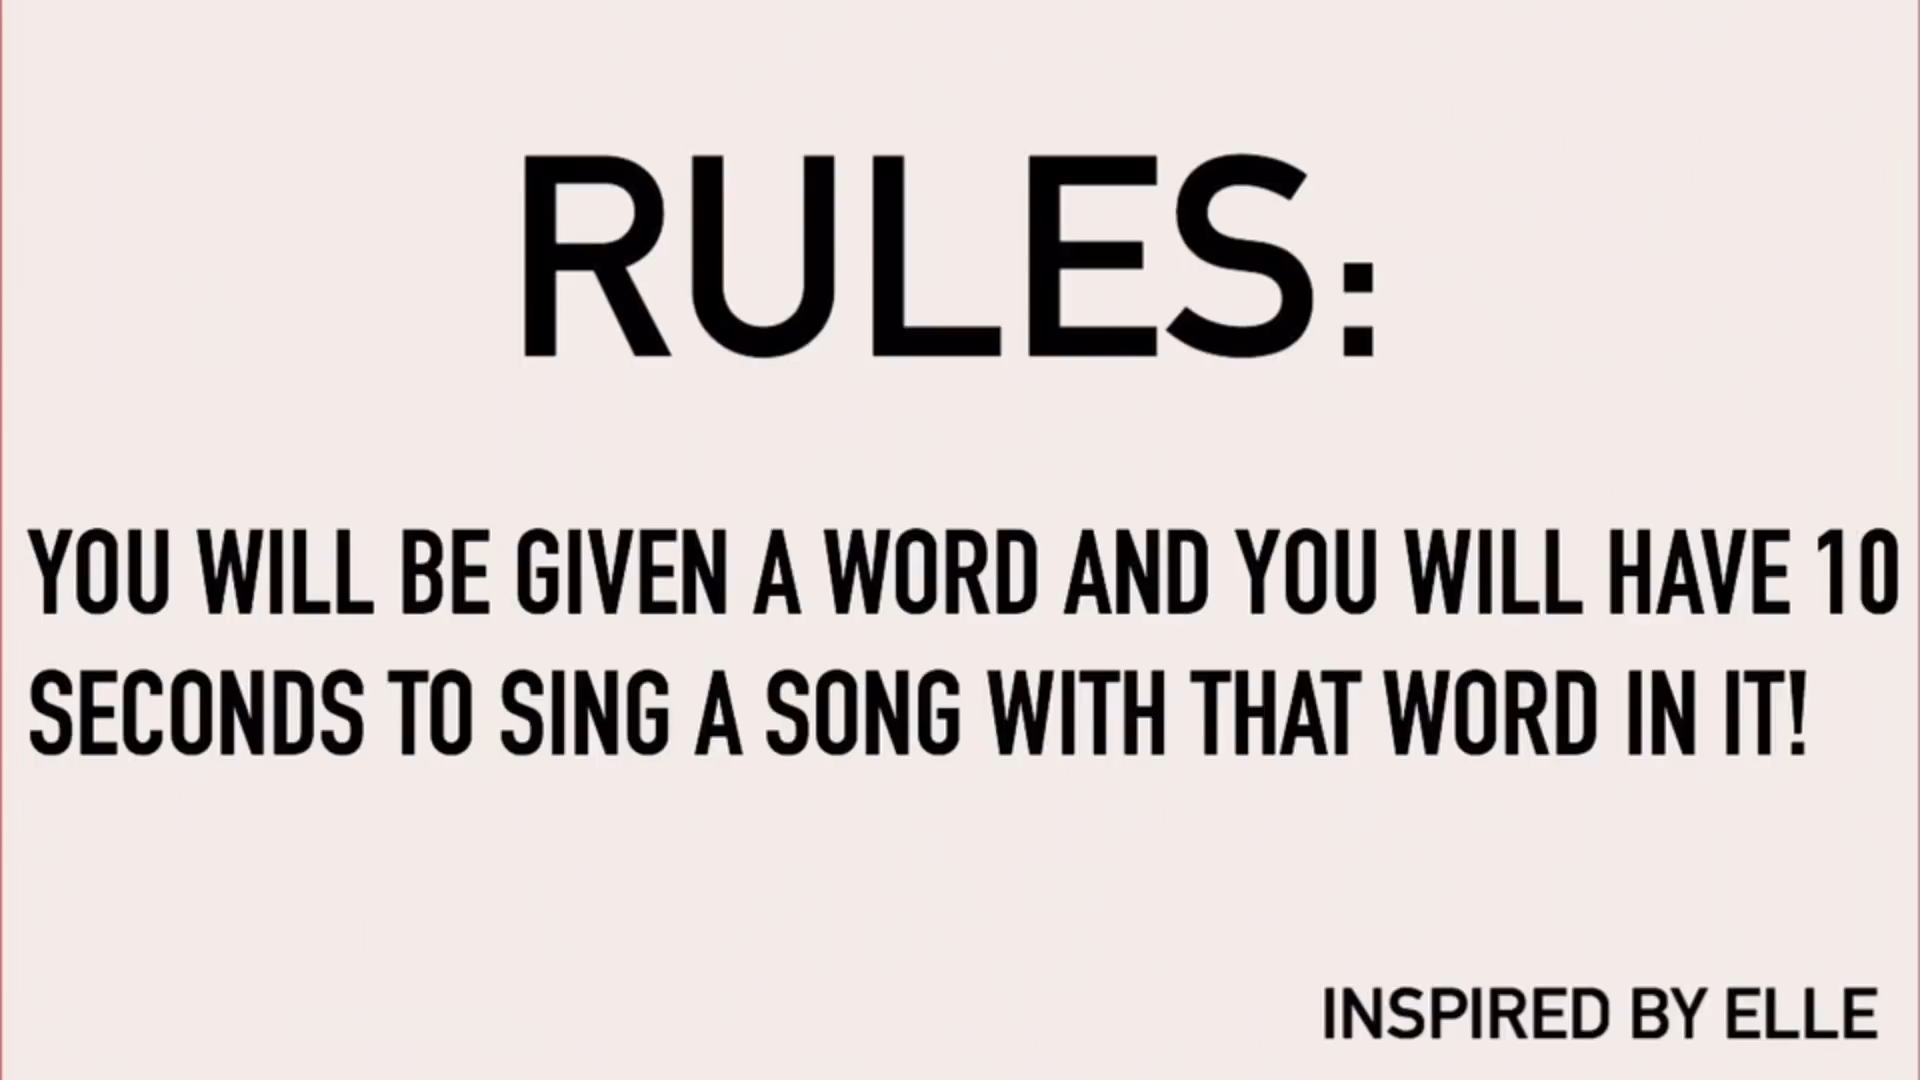 RULES:
YOU WILL BE GIVEN A WORD AND YOU WILL HAVE 10
SECONDS TO SING A SONG WITH THAT WORD IN IT!
INSPIRED BY ELLE